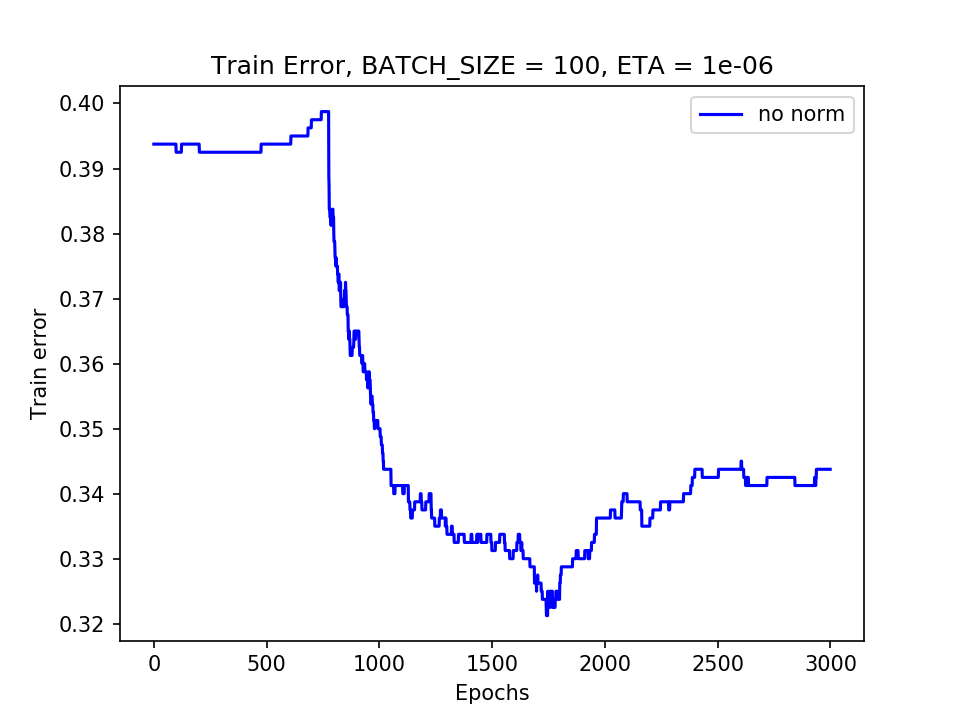 Train Error, BATCH_SIZE = 100, ETA = 1e-06
no norm
0.40
0.39
0.38
0.37
0.36
0.35
0.34
0.33
0.32
Train error
0 500 1000 1500 2000 2500 3000
Epochs